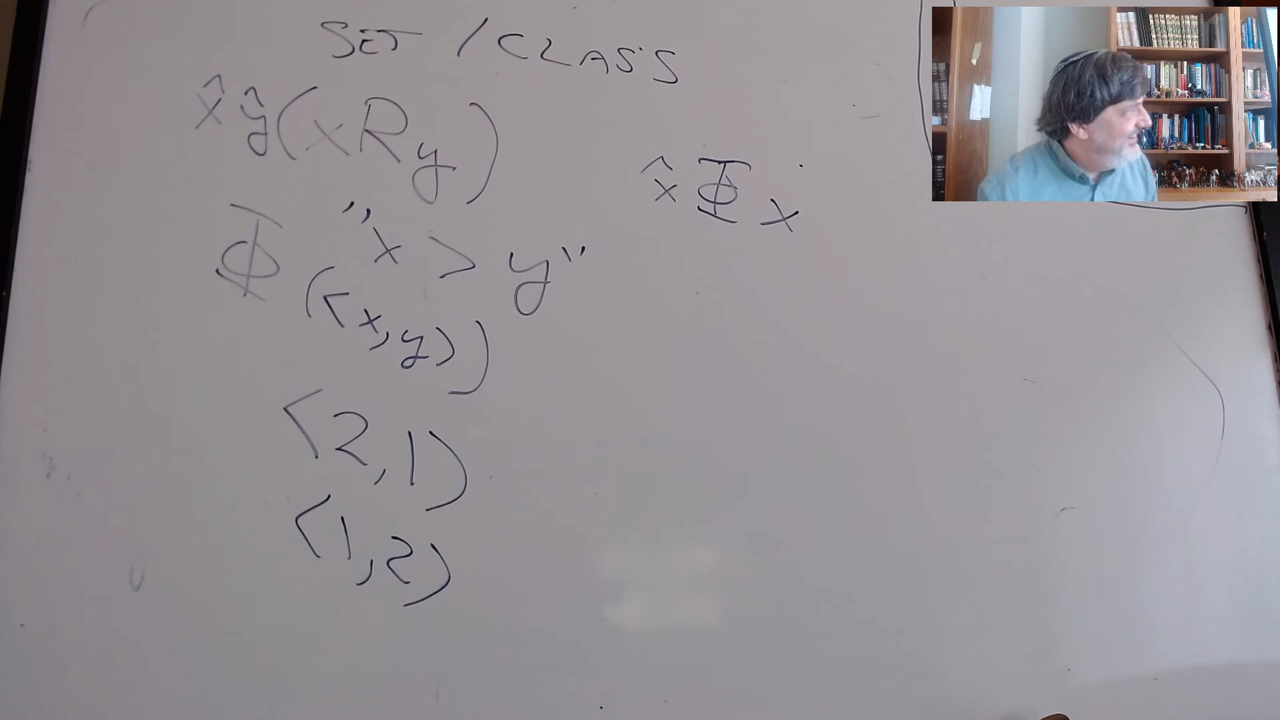 SET / CLASS
x̂ŷ(xRy)
x̂Φx
Φ "x > y"
(<x,y>)
<2,1>
<1,2>